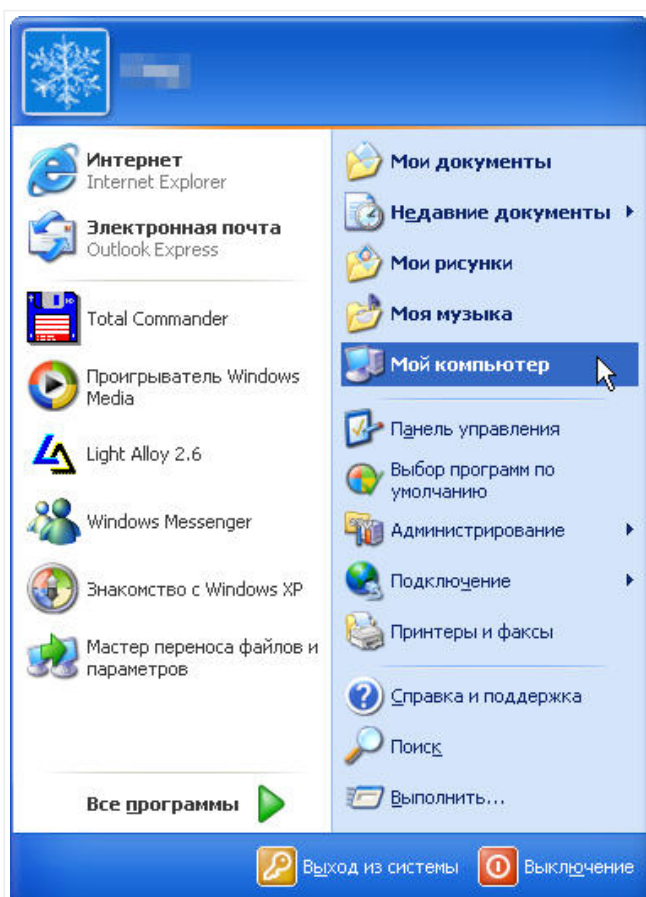 Интернет
Internet Explorer
Электронная почта
Outlook Express
Total Commander
Проигрыватель Windows
Media
Light Alloy 2.6
Windows Messenger
Знакомство с Windows XP
Мастер переноса файлов и
параметров
Все программы
Мои документы
Недавние документы
Мои рисунки
Моя музыка
Мой компьютер
Панель управления
Выбор программ по
умолчанию
Администрирование
Подключение
Принтеры и факсы
Справка и поддержка
Поиск
Выполнить...
Выход из системы
Выключение